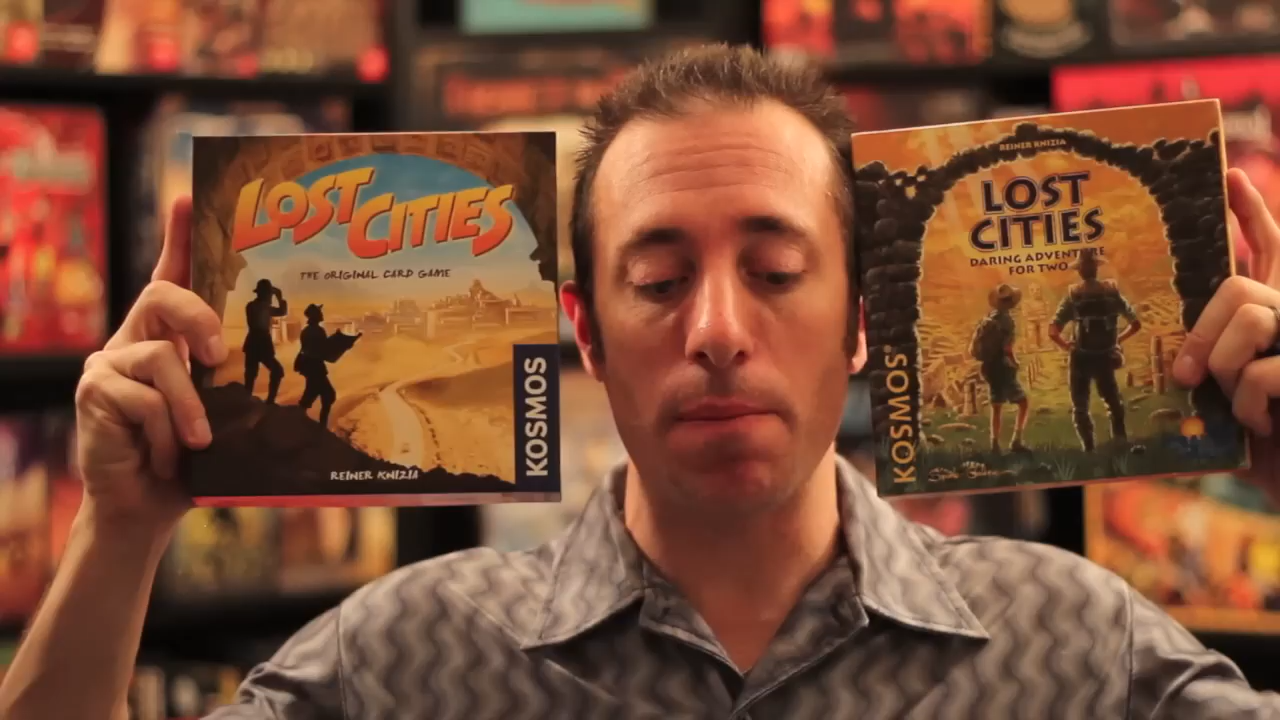 LOST CITIES
THE ORIGINAL CARD GAME
KOSMOS
REINER KNIZIA
REINER KNIZIA
LOST
CITIES
DARING ADVENTURE
FOR TWO
KOSMOS